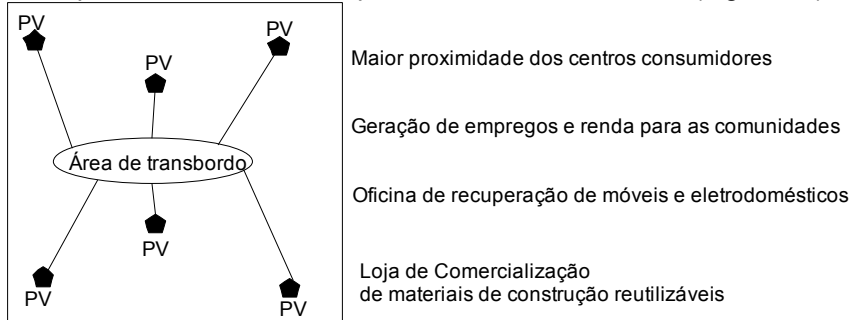 PV
PV
PV
Maior proximidade dos centros consumidores
Geração de empregos e renda para as comunidades
Área de transbordo
Oficina de recuperação de móveis e eletrodomésticos
PV
Loja de Comercialização
de materiais de construção reutilizáveis
PV
PV